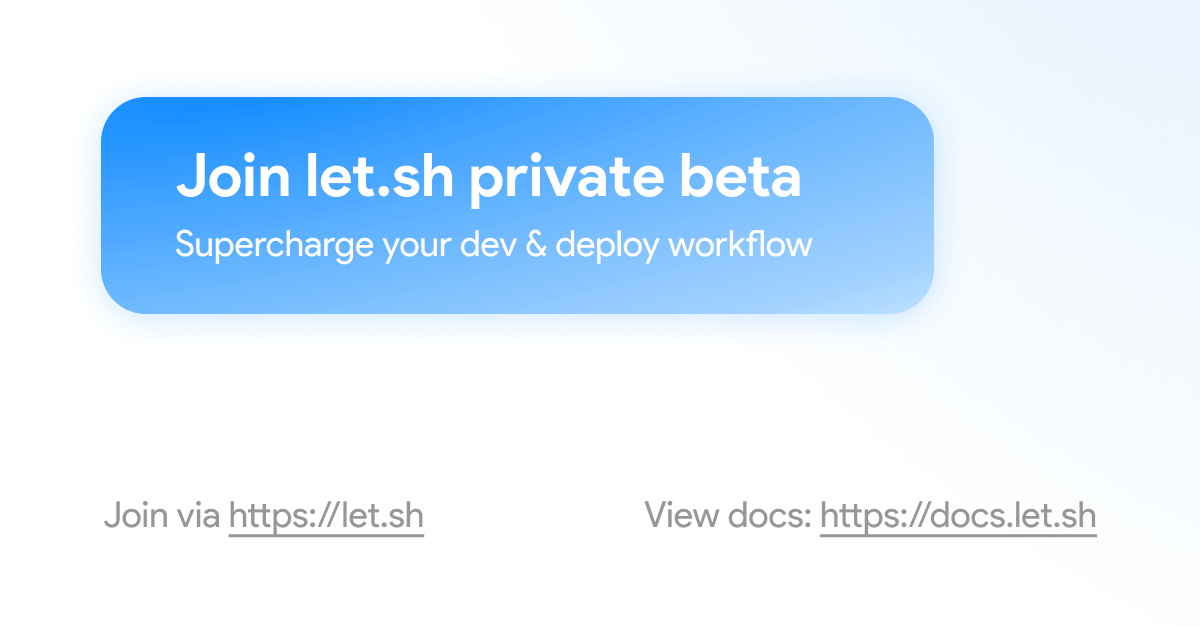 Join let.sh private beta
Supercharge your dev & deploy workflow
Join via https://let.sh
View docs: https://docs.let.sh